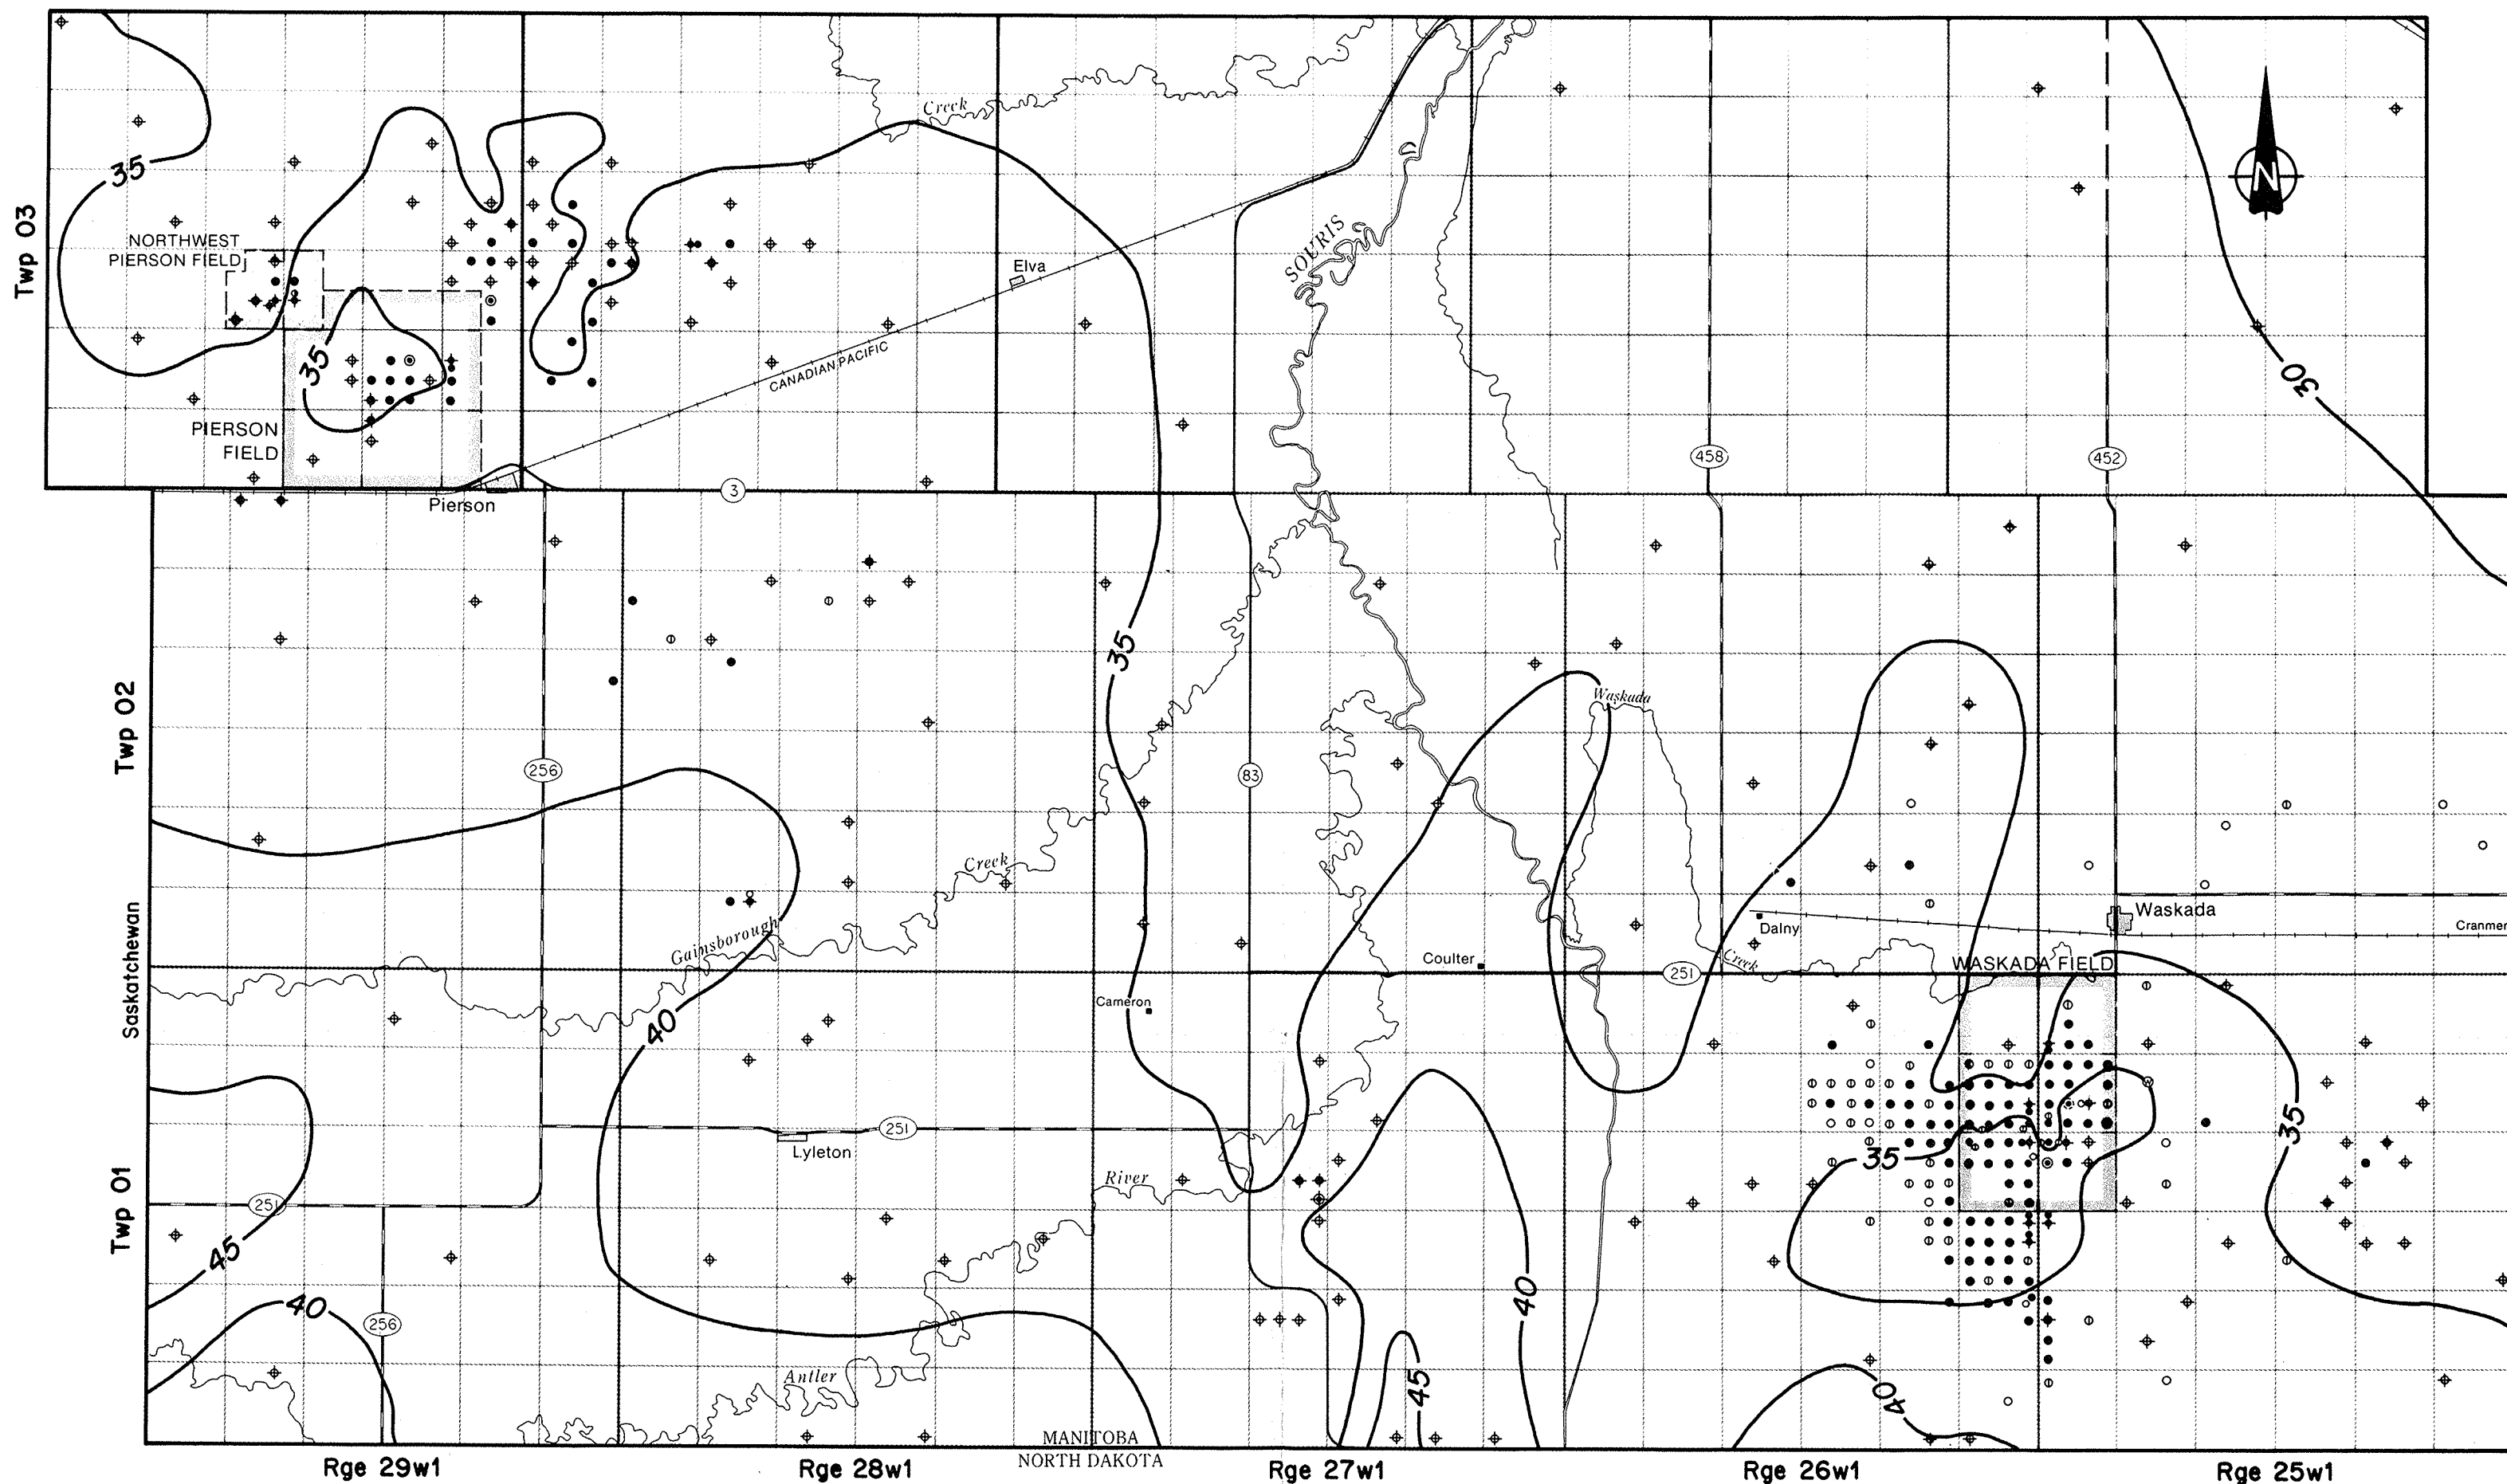 Creek
35
Twp 03
NORTHWEST
PIERSON FIELD
SOURIS
Elva
N
35
CANADIAN PACIFIC
30
PIERSON
FIELD
458
452
3
Pierson
35
Twp 02
Waskada
256
83
Creek
Waskada
Dalny
Cranmer
Gainsborough
Coulter
251
Creek
WASKADA FIELD
Saskatchewan
Cameron
40
251
Lyleton
35
35
River
Twp 01
251
45
40
40
256
45
40
Antler
MANITOBA
NORTH DAKOTA
Rge 29w1
Rge 28w1
Rge 27w1
Rge 26w1
Rge 25w1